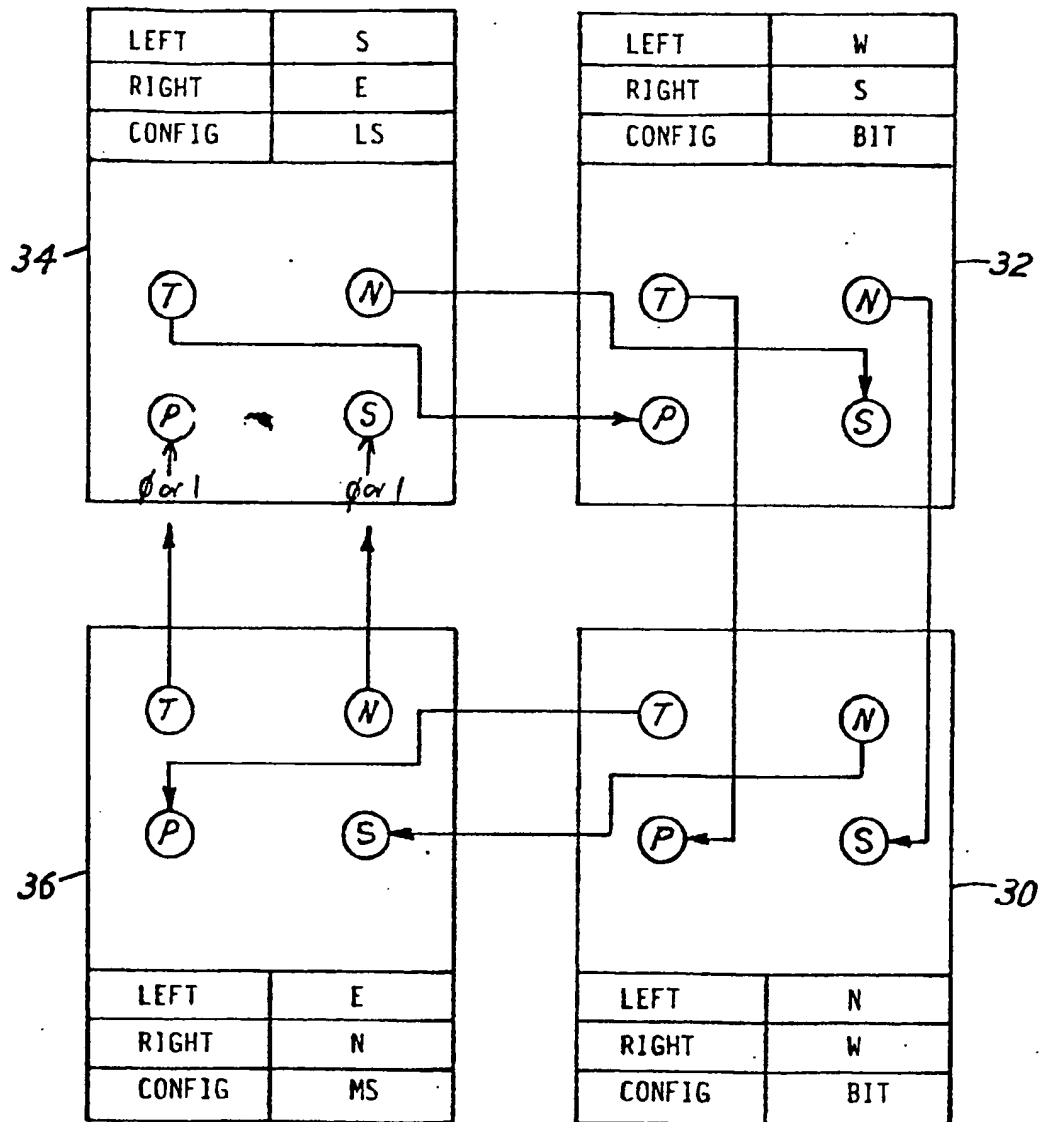 LEFT S
RIGHT E
CONFIG LS
LEFT W
RIGHT S
CONFIG BIT
34
T N
P S
φ or 1 φ or 1
T N
P S
32
T N
P S
36
T N
P S
30
LEFT E
RIGHT N
CONFIG MS
LEFT N
RIGHT W
CONFIG BIT